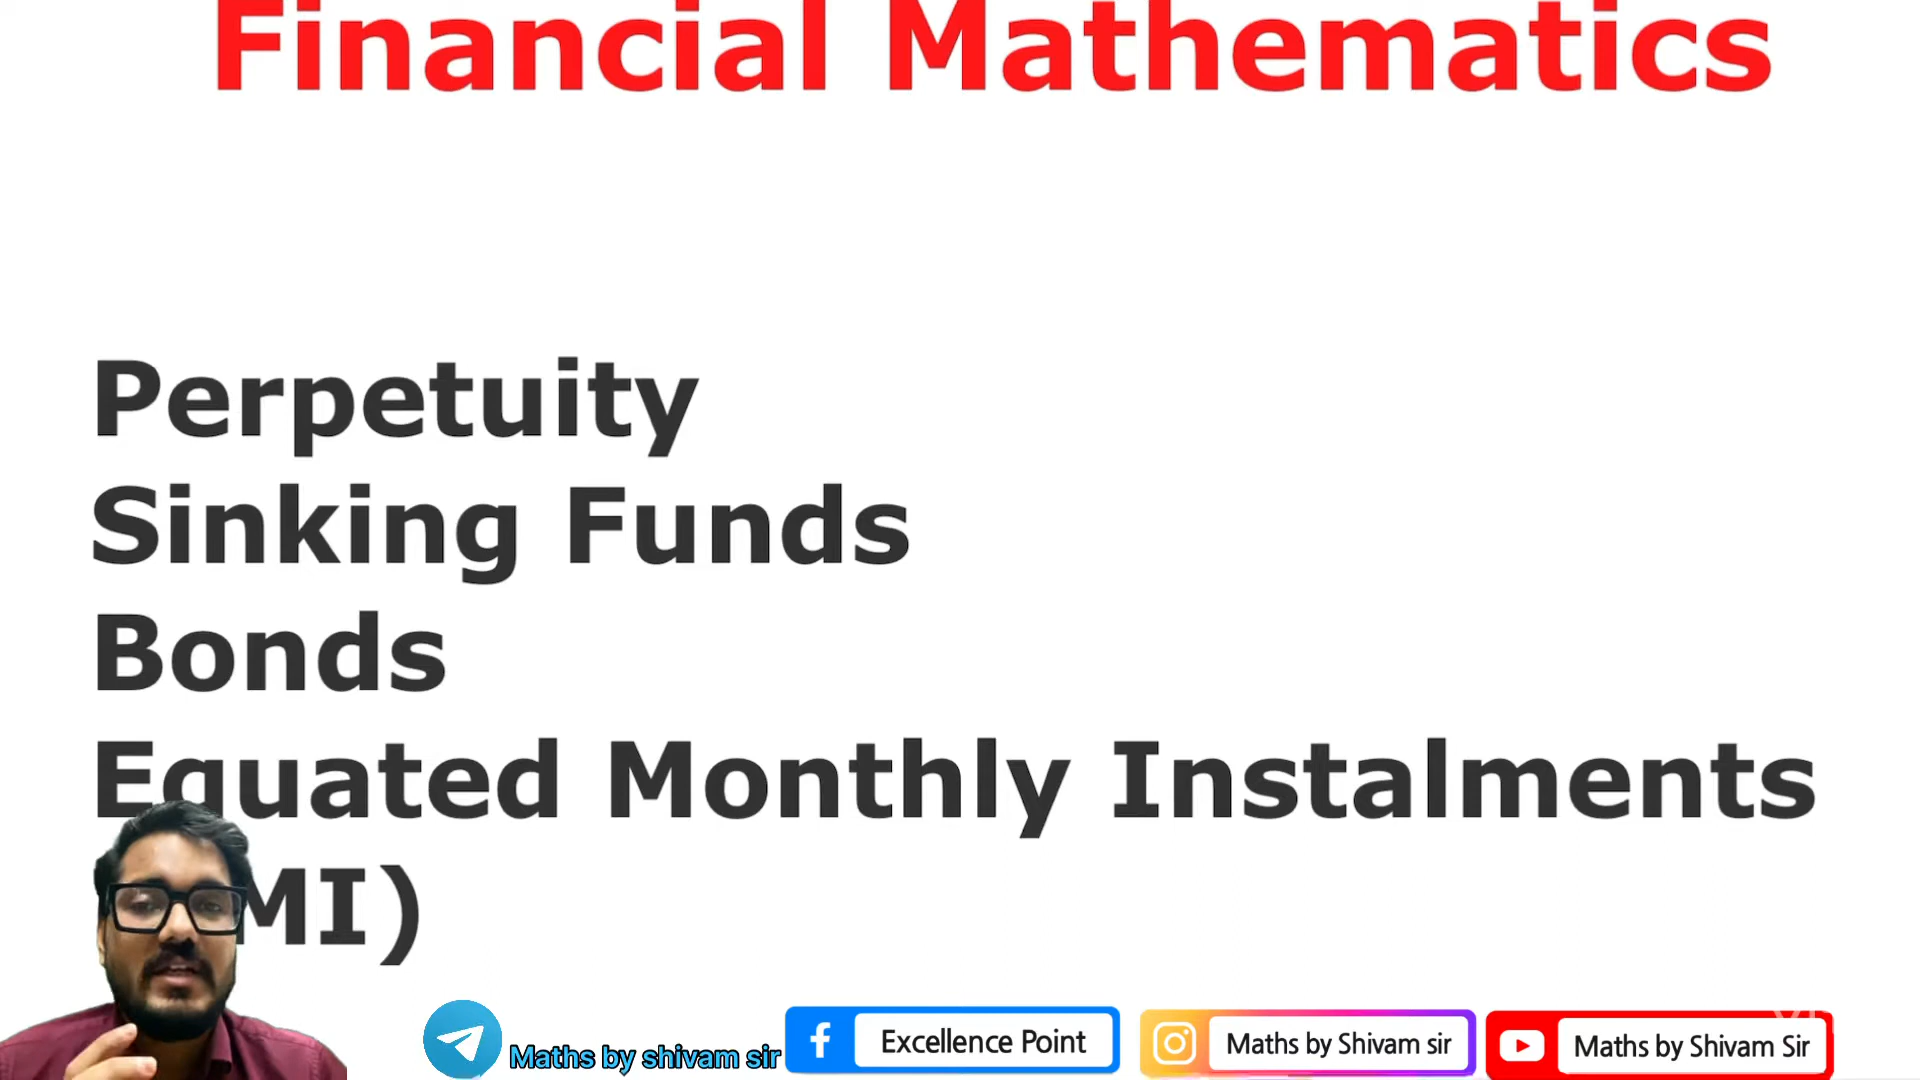 Financial Mathematics
Perpetuity
Sinking Funds
Bonds
Equated Monthly Instalments
MI)
Maths by shivam sir
Excellence Point
Maths by Shivam sir
Maths by Shivam Sir